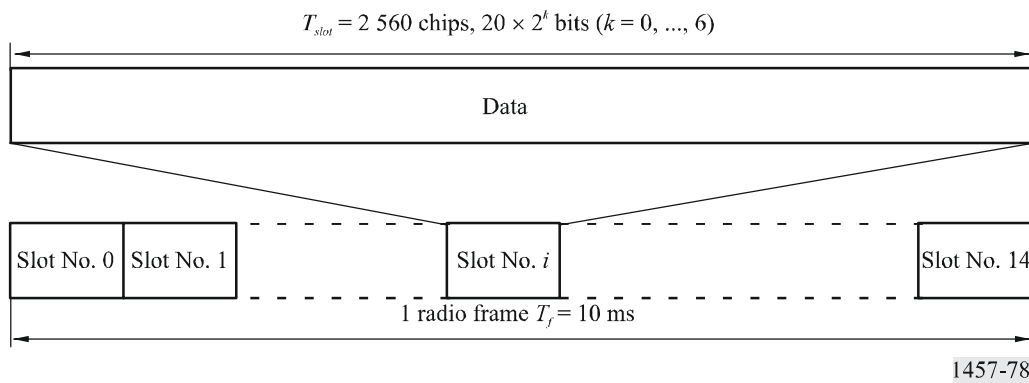 T_slot = 2 560 chips, 20 × 2^k bits (k = 0, ..., 6)
Data
Slot No. 0 Slot No. 1 Slot No. i Slot No. 14
1 radio frame T_f = 10 ms
1457-78